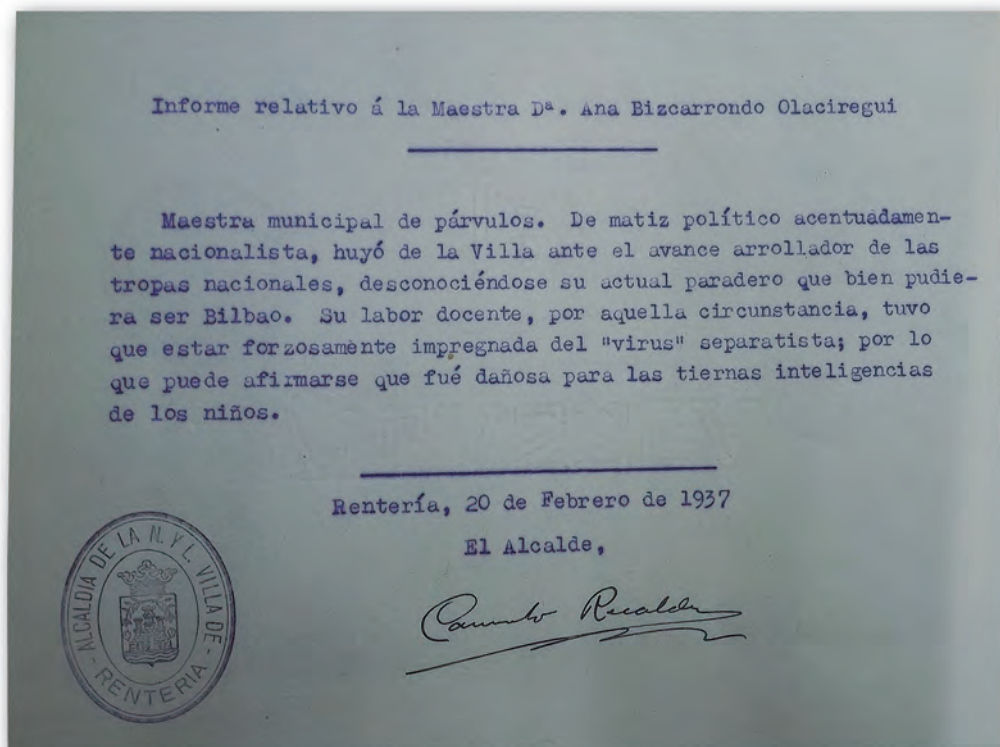 Informe relativo á la Maestra Dª. Ana Bizcarrondo Olaciregui
Maestra municipal de párvulos. De matiz político acentuadamen-
te nacionalista, huyó de la Villa ante el avance arrollador de las
tropas nacionales, desconociéndose su actual paradero que bien pudie-
ra ser Bilbao. Su labor docente, por aquella circunstancia, tuvo
que estar forzosamente impregnada del "virus" separatista; por lo
que puede afirmarse que fué dañosa para las tiernas inteligencias
de los niños.
Rentería, 20 de Febrero de 1937
El Alcalde,
Recalde
ALCALDIA DE LA N. Y L. VILLA DE
- RENTERIA -